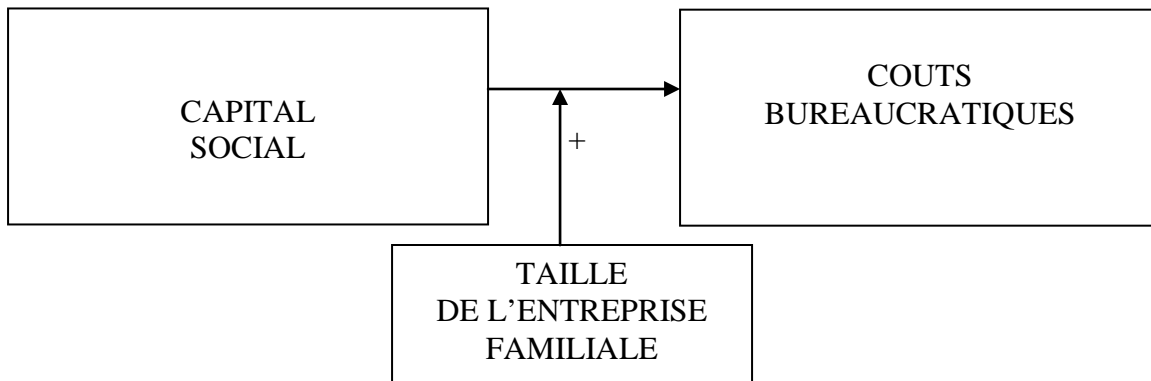 CAPITAL
SOCIAL
COUTS
BUREAUCRATIQUES
+
TAILLE
DE L’ENTREPRISE
FAMILIALE